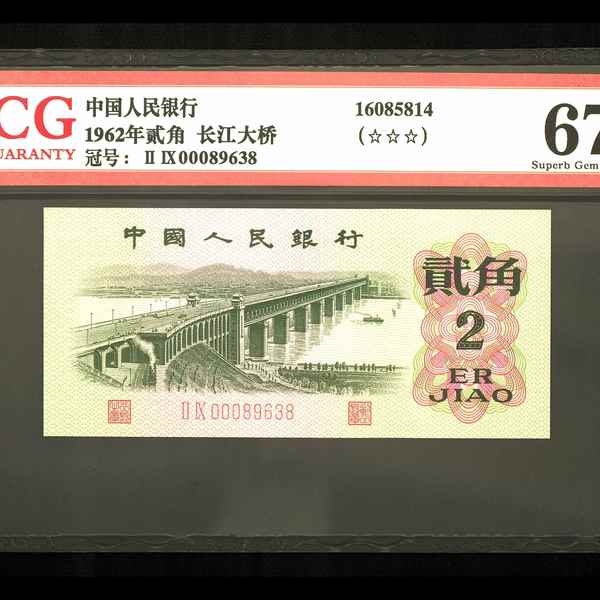 CG
UARANTY
中国人民银行
1962年贰角 长江大桥
冠号: II IX 00089638
16085814
(☆☆☆)
67
Superb Gem
中國人民銀行
貳角
2
ER
JIAO
II IX 00089638